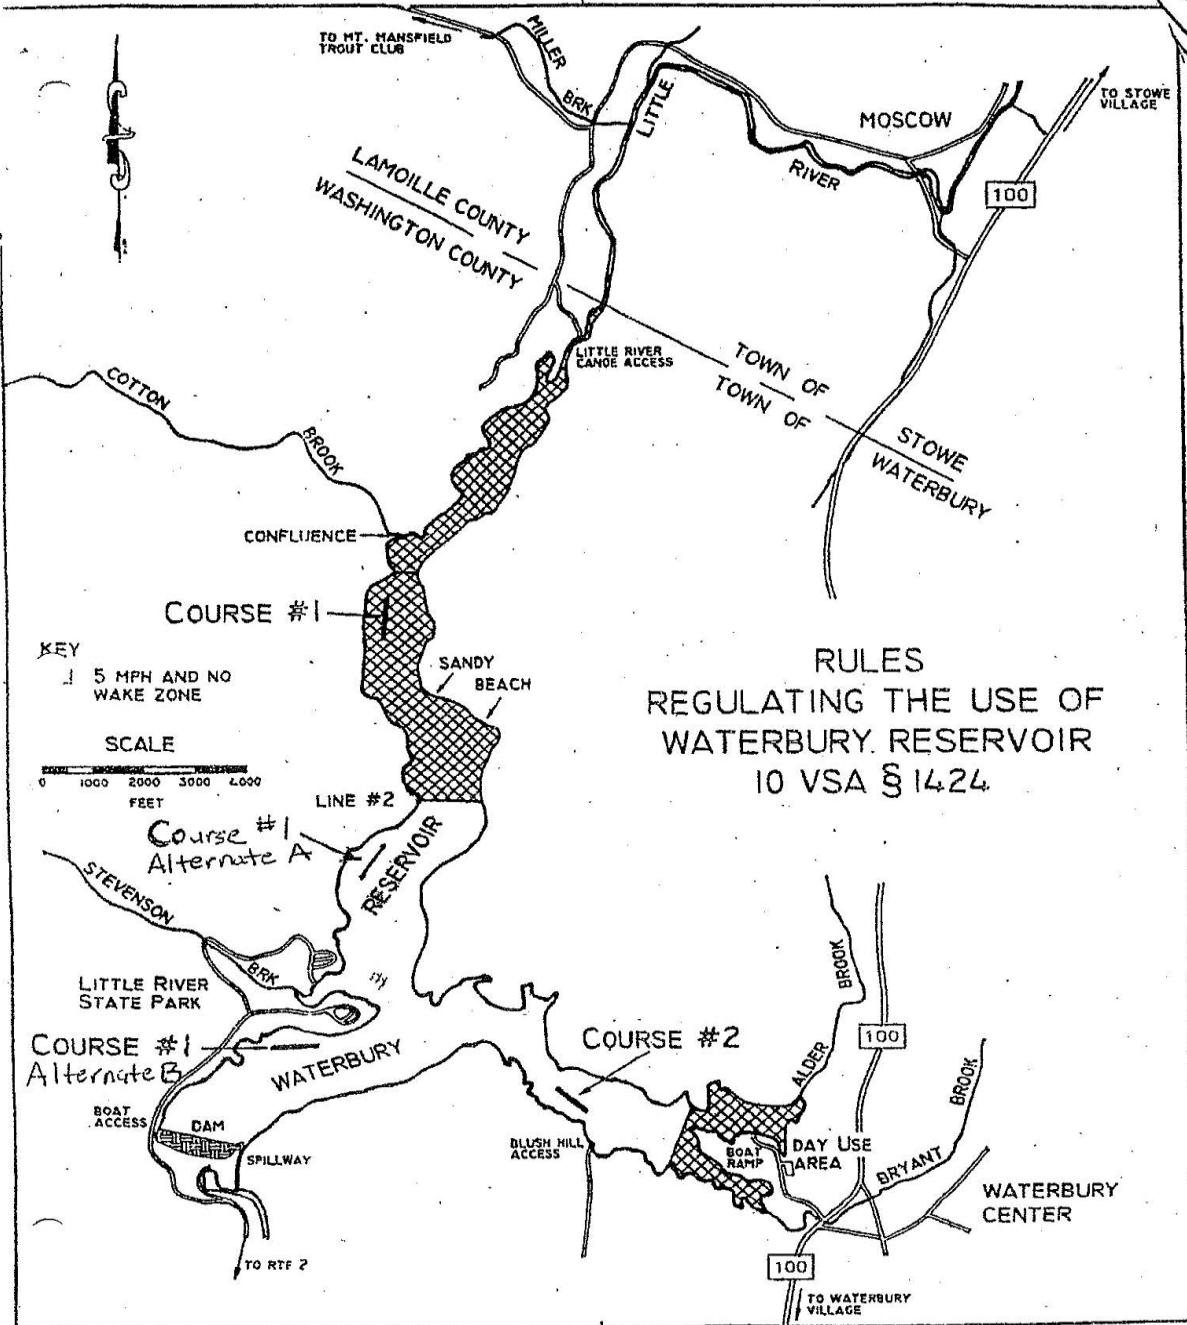 TO MT. MANSFIELD
TROUT CLUB
MILLER
BRK
LITTLE
RIVER
MOSCOW
TO STOWE
VILLAGE
100
LAMOILLE COUNTY
WASHINGTON COUNTY
LITTLE RIVER
CANOE ACCESS
TOWN OF
STOWE
TOWN OF
WATERBURY
COTTON
BROOK
CONFLUENCE
COURSE #1
KEY
5 MPH AND NO
WAKE ZONE
SANDY
BEACH
RULES
REGULATING THE USE OF
WATERBURY RESERVOIR
10 VSA § 1424
SCALE
0 1000 2000 3000 4000
FEET
LINE #2
Course #1
Alternate A
RESERVOIR
STEVENSON
BRK
LITTLE RIVER
STATE PARK
COURSE #1
Alternate B
WATERBURY
COURSE #2
BROOK
ALDER
100
BROOK
BRYANT
BOAT
ACCESS
DAM
SPILLWAY
BLUSH HILL
ACCESS
BOAT
RAMP
DAY USE
AREA
WATERBURY
CENTER
TO RTE 2
100
TO WATERBURY
VILLAGE